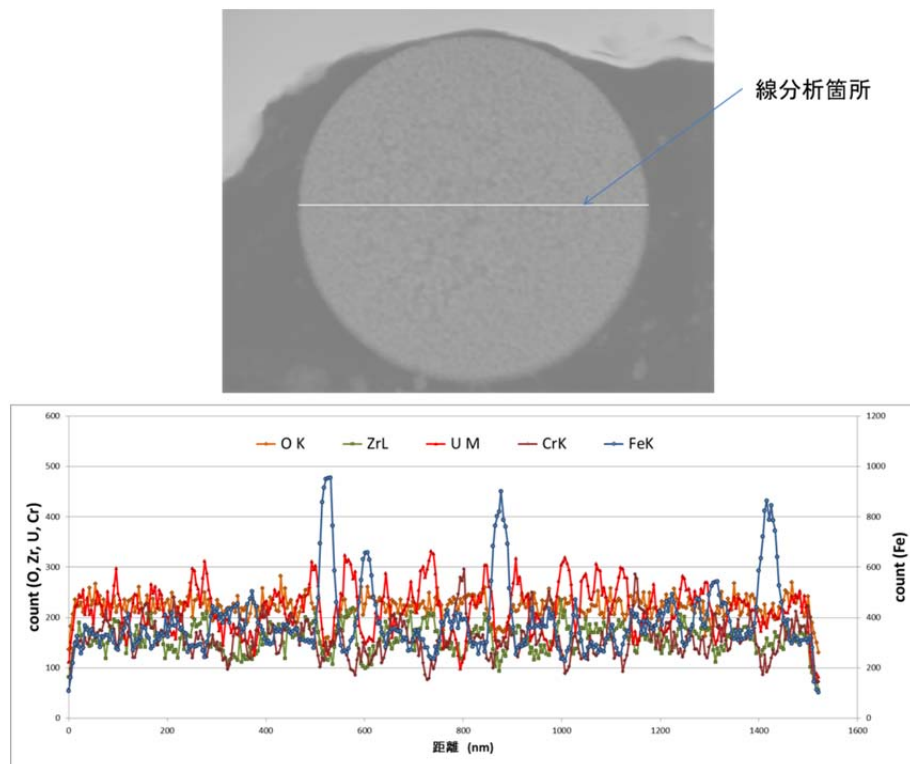 線分析箇所
count (O, Zr, U, Cr)
count (Fe)
600
500
400
300
200
100
0
1200
1000
800
600
400
200
0
O K ZrL U M CrK FeK
0 200 400 600 800 1000 1200 1400 1600
距離 (nm)